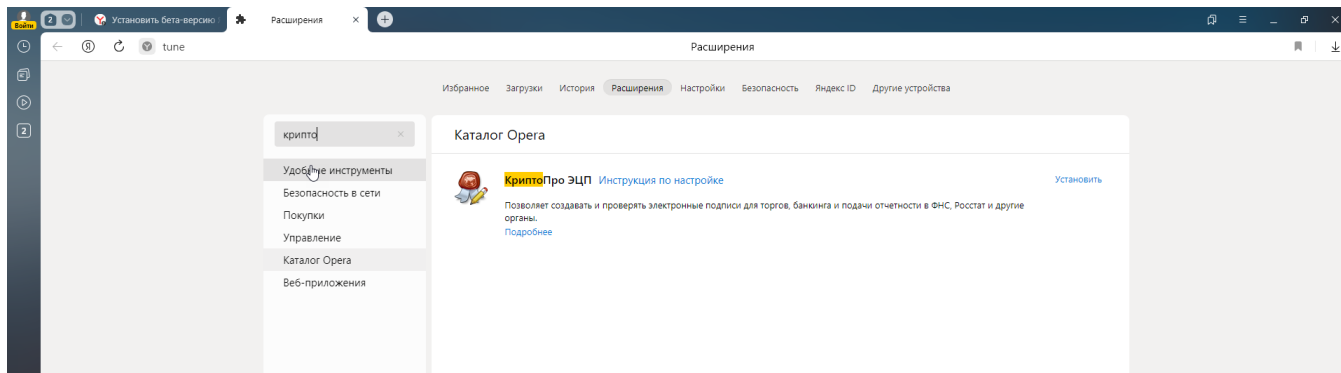 Войти
2
Установить бета-версию
Расширения
Я
tune
Расширения
Избранное Загрузки История Расширения Настройки Безопасность Яндекс ID Другие устройства
2
крипто
Каталог Opera
Удобные инструменты
Безопасность в сети
Покупки
Управление
Каталог Opera
Веб-приложения
КриптоПро ЭЦП Инструкция по настройке
Установить
Позволяет создавать и проверять электронные подписи для торгов, банкинга и подачи отчетности в ФНС, Росстат и другие
органы.
Подробнее